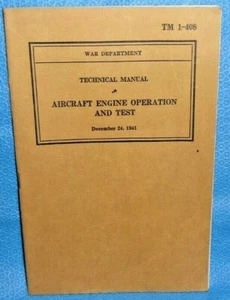 TM 1-408
WAR DEPARTMENT
TECHNICAL MANUAL
AIRCRAFT ENGINE OPERATION
AND TEST
December 24, 1941